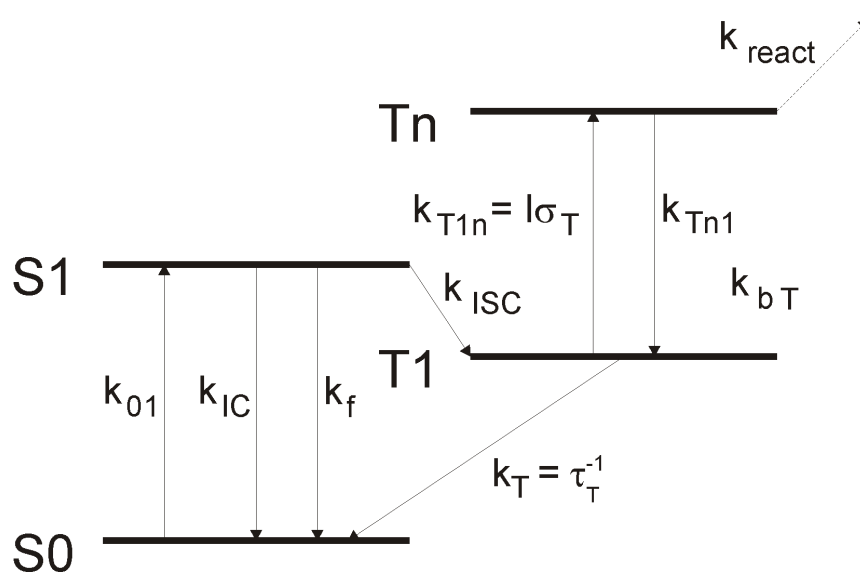 k react
Tn
k T1n = Iσ T
k Tn1
S1
k ISC
k b T
T1
k 01
k IC
k f
k T = τ T -1
S0